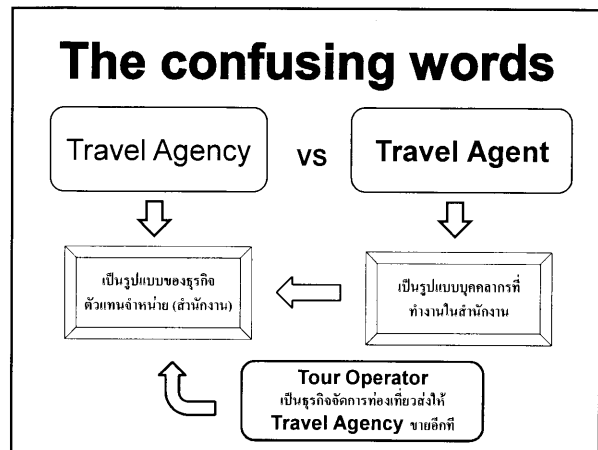 The confusing words
Travel Agency
vs
Travel Agent
เป็นรูปแบบของธุรกิจ
ตัวแทนจำหน่าย (สำนักงาน)
เป็นรูปแบบบุคคลากรที่
ทำงานในสำนักงาน
Tour Operator
เป็นธุรกิจจัดการท่องเที่ยวส่งให้
Travel Agency ขายอีกที